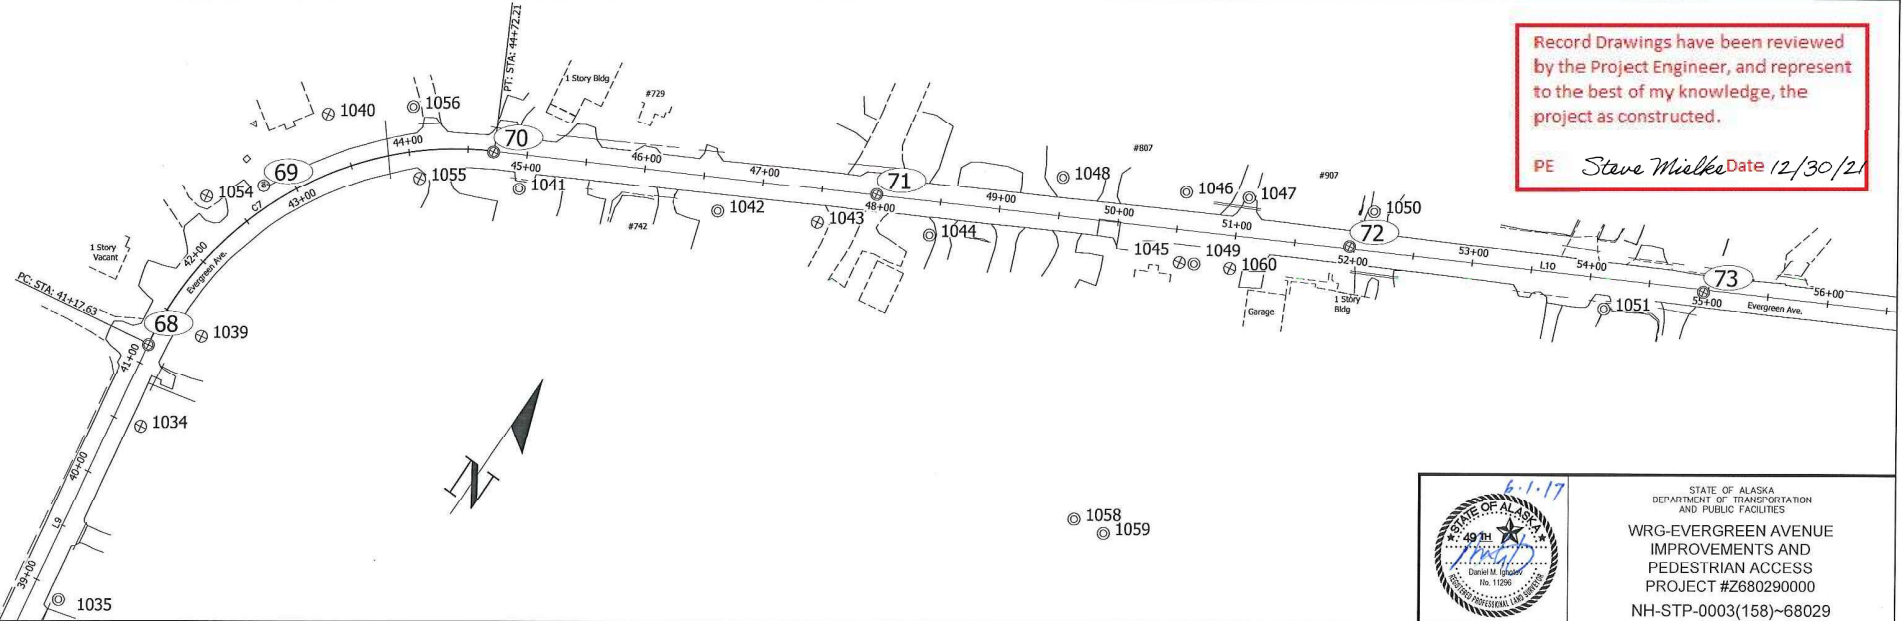 PT: STA: 44+72.21
1 Story Bldg
#729
Record Drawings have been reviewed
by the Project Engineer, and represent
to the best of my knowledge, the
project as constructed.
PE Steve Mielke Date 12/30/21
1040
1056
44+00
70
45+00
46+00
47+00
69
43+00
1054
C7
1055
1041
1042
#742
71
48+00
1043
1044
49+00
1048
#807
50+00
1046
1047
51+00
#907
1050
72
52+00
1045
1049
1060
Garage
1 Story
Bldg
53+00
L10
54+00
73
55+00
1051
Evergreen Ave.
56+00
1 Story
Vacant
42+00
Evergreen Ave.
PC: STA: 41+17.63
68
1039
41+00
1034
40+00
L9
39+00
1035
N
1058
1059
6.1.17
STATE OF ALASKA
49 TH
Daniel M. 
No. 11296
REGISTERED PROFESSIONAL LAND SURVEYOR
STATE OF ALASKA
DEPARTMENT OF TRANSPORTATION
AND PUBLIC FACILITIES
WRG-EVERGREEN AVENUE
IMPROVEMENTS AND
PEDESTRIAN ACCESS
PROJECT #Z680290000
NH-STP-0003(158)~68029